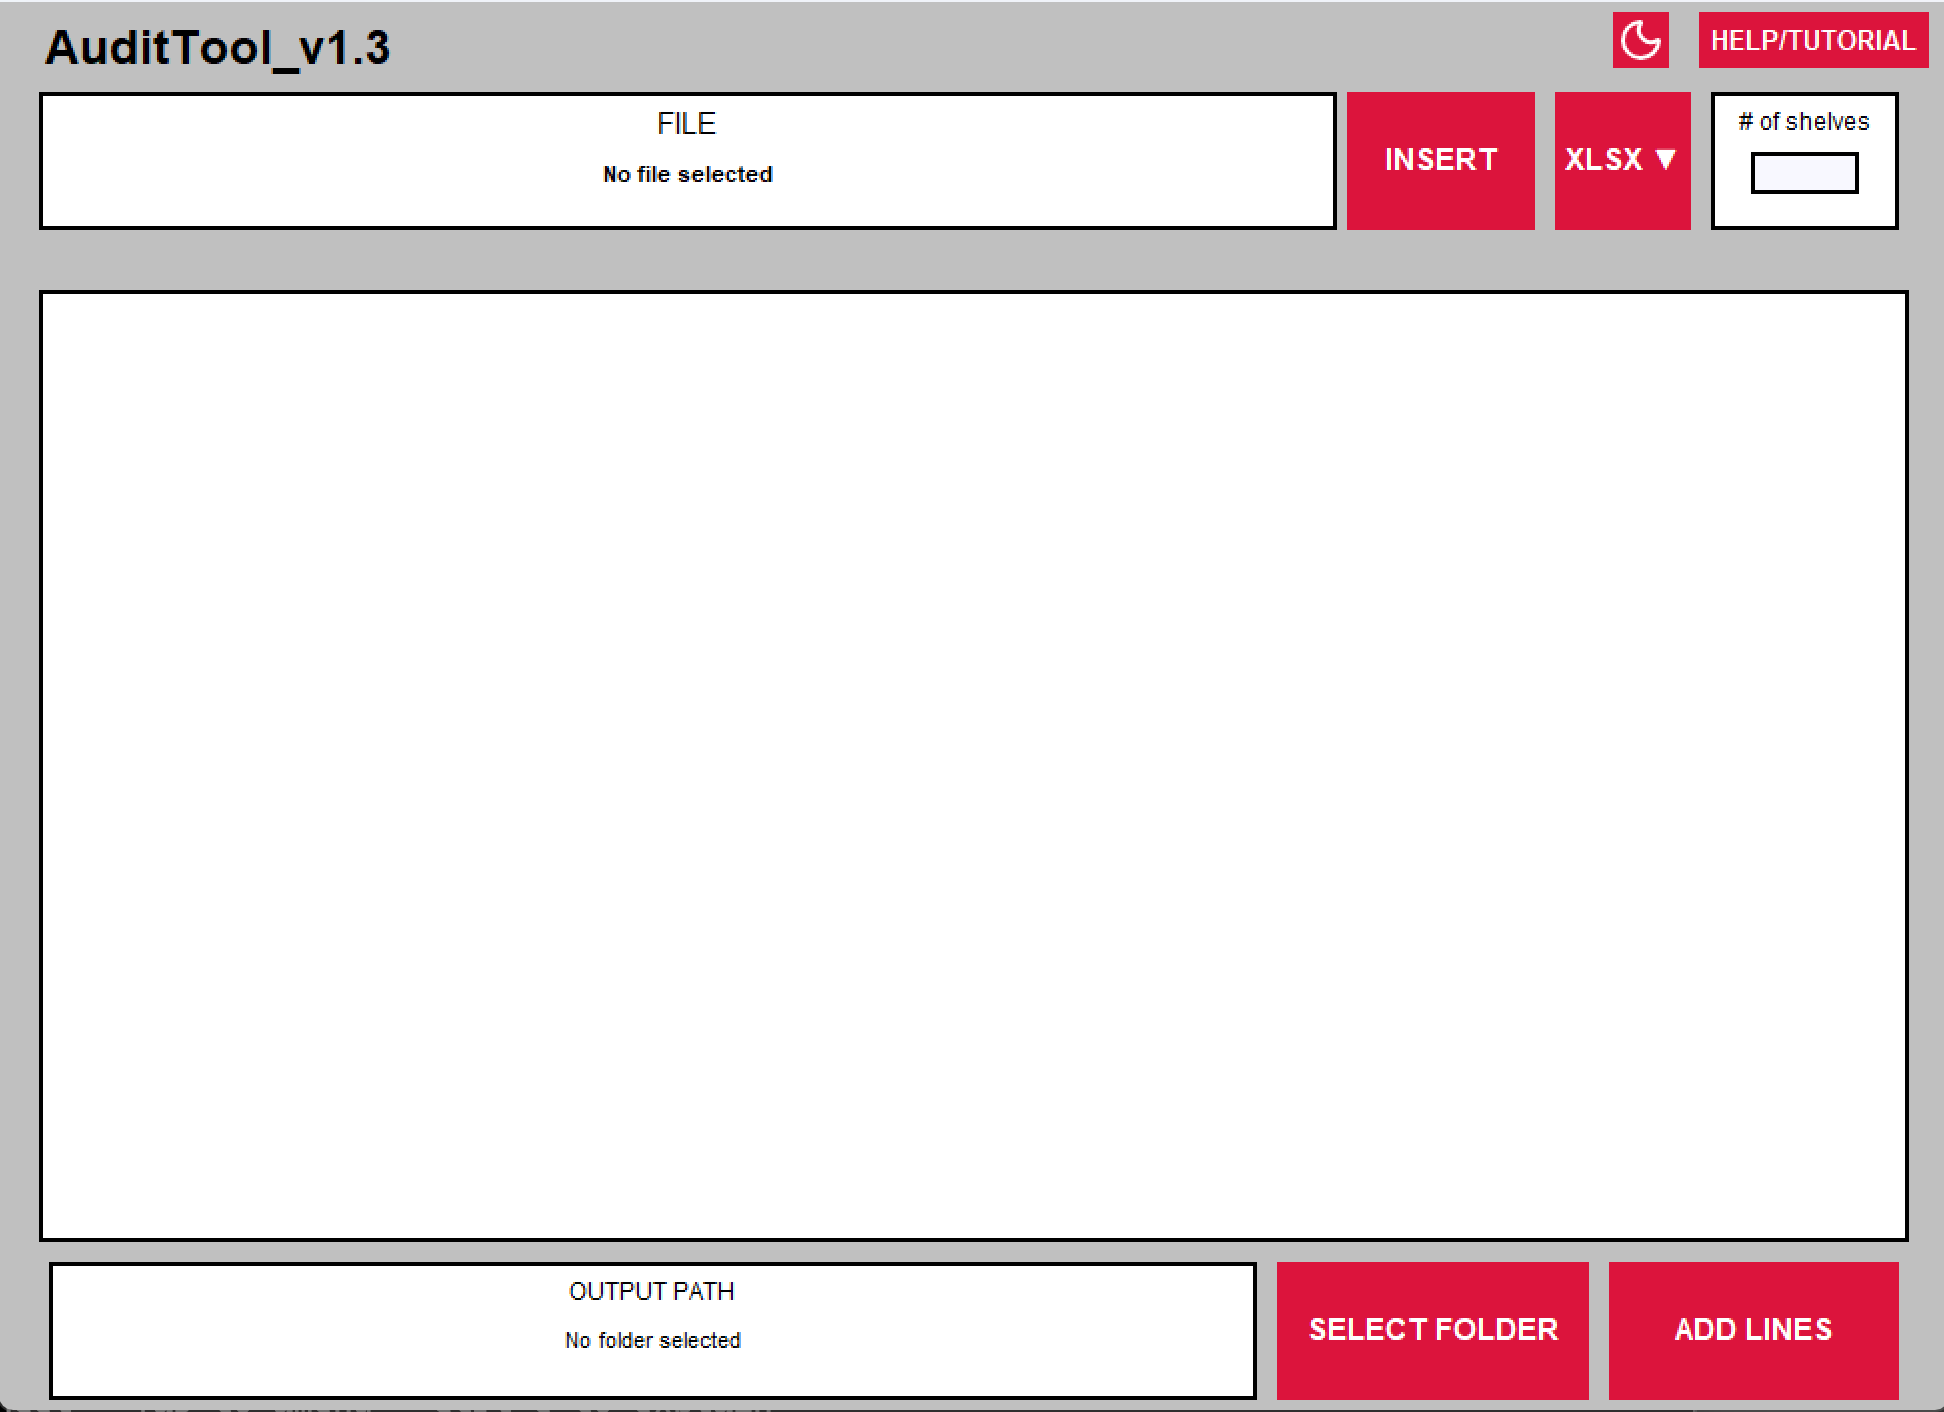 AuditTool_v1.3
HELP/TUTORIAL
FILE
No file selected
INSERT
XLSX ▼
# of shelves
OUTPUT PATH
No folder selected
SELECT FOLDER
ADD LINES